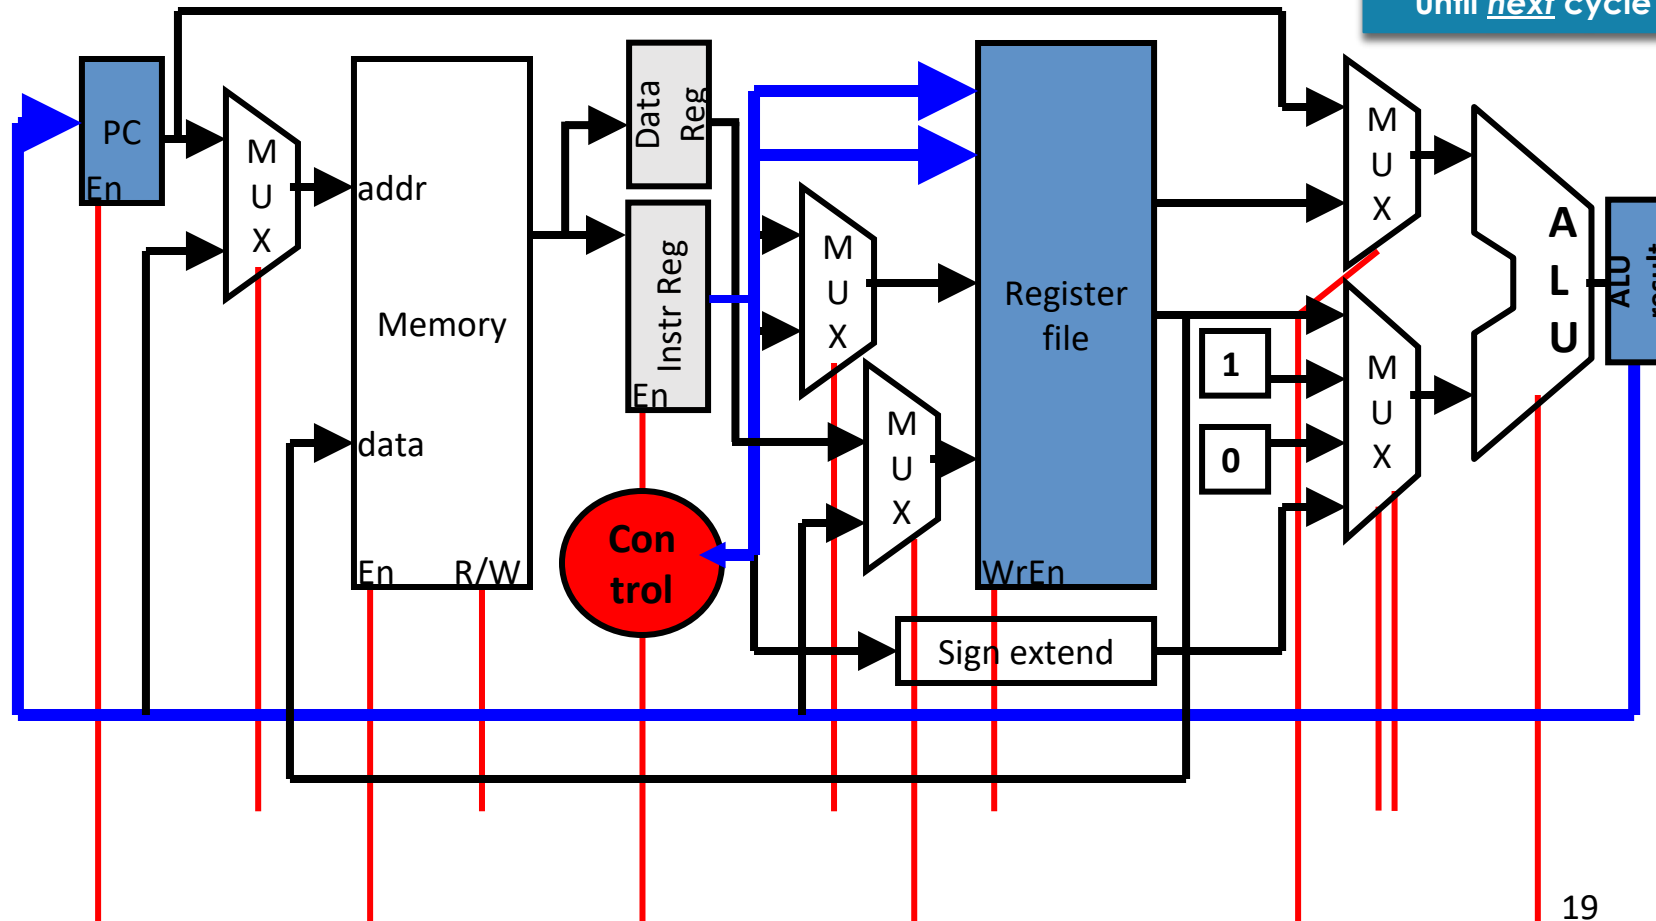 until next cycle
PC
En
M
U
X
addr
Memory
data
En
R/W
Data
Reg
Instr Reg
En
Con
trol
M
U
X
M
U
X
Register
file
WrEn
Sign extend
1
0
M
U
X
M
U
X
A
L
U
ALU
result
19